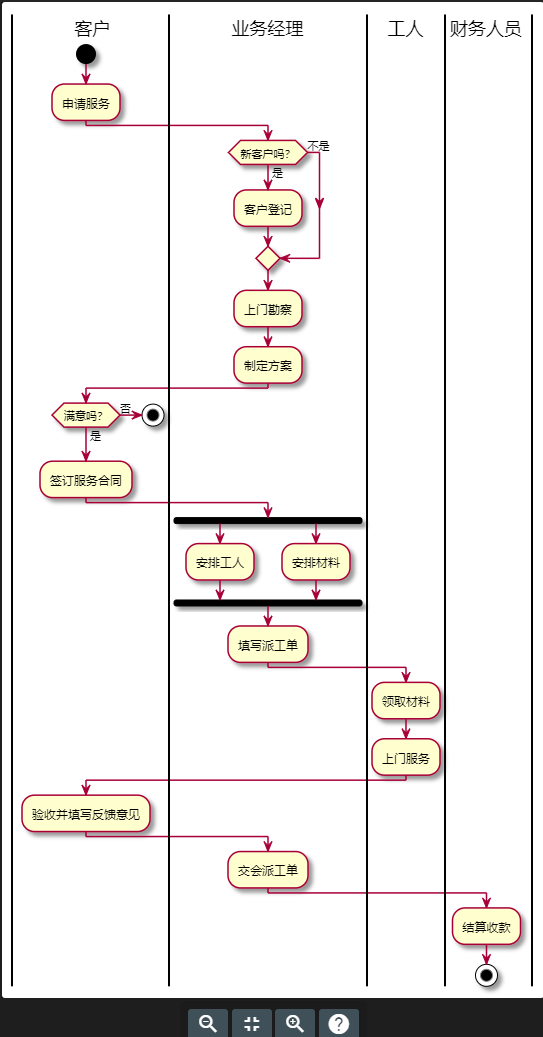 客户 业务经理 工人 财务人员
申请服务
新客户吗? 不是
是
客户登记
上门勘察
制定方案
满意吗? 否
是
签订服务合同
安排工人 安排材料
填写派工单
领取材料
上门服务
验收并填写反馈意见
交会派工单
结算收款
?